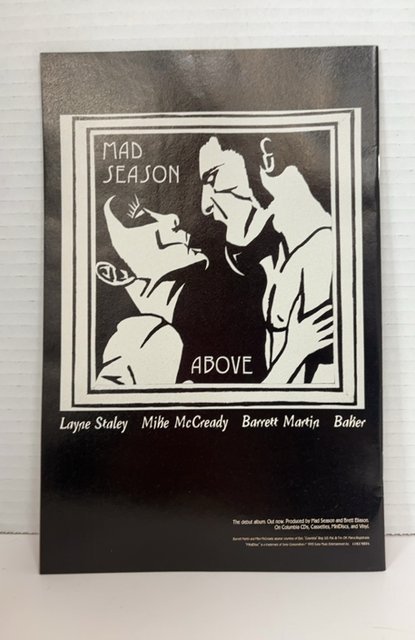 MAD
SEASON
ABOVE
Layne Staley Mike McCready Barrett Martin Baker
The debut album. Out now. Produced by Mad Season and Brett Eliason.
On Columbia CDs, Cassettes, MiniDiscs, and Vinyl.